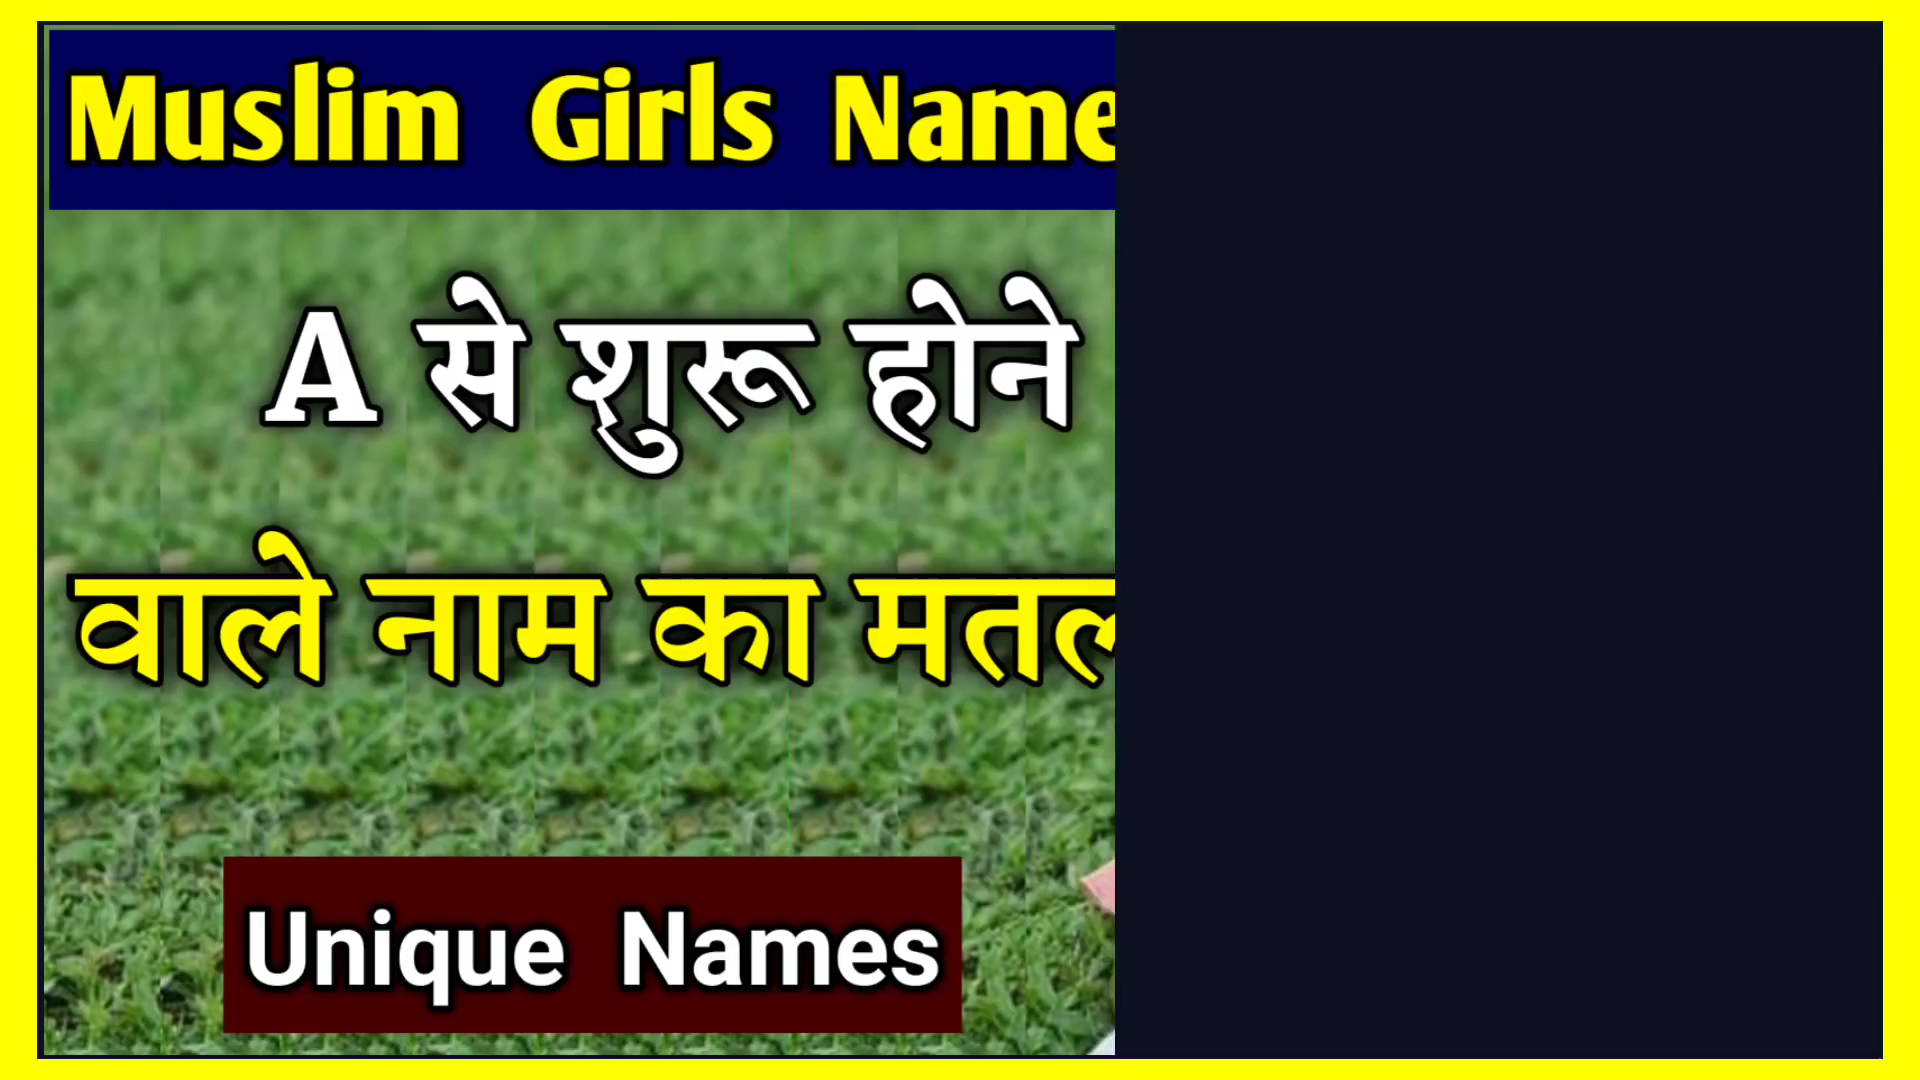 Muslim Girls Name
A से शुरू होने
वाले नाम का
Unique Names